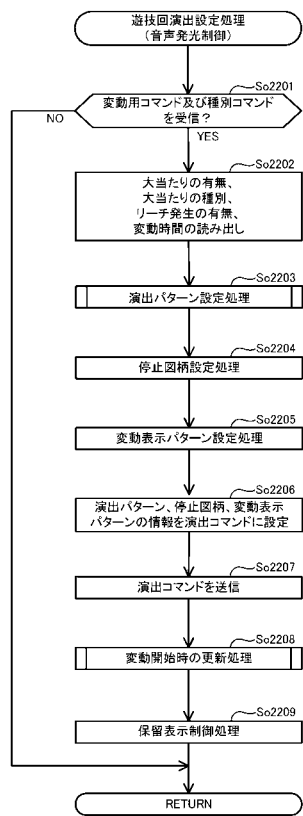 遊技回演出設定処理
(音声発光制御)
So2201
変動用コマンド及び種別コマンド
を受信?
NO
YES
So2202
大当たりの有無、
大当たりの種別、
リーチ発生の有無、
変動時間の読み出し
So2203
演出パターン設定処理
So2204
停止図柄設定処理
So2205
変動表示パターン設定処理
So2206
演出パターン、停止図柄、変動表示
パターンの情報を演出コマンドに設定
So2207
演出コマンドを送信
So2208
変動開始時の更新処理
So2209
保留表示制御処理
RETURN